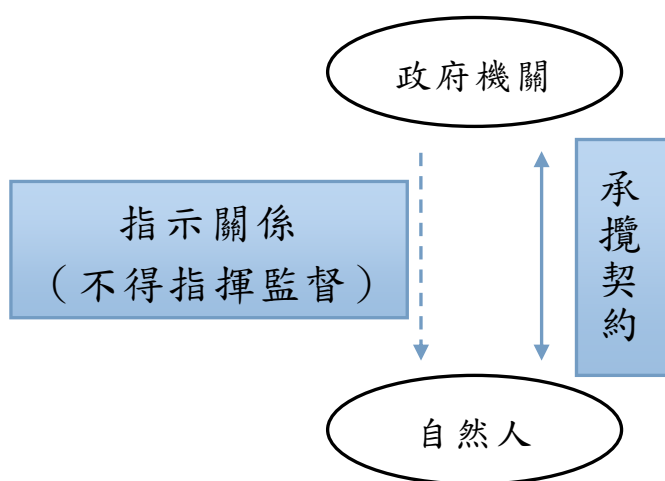 政府機關
指示關係
（不得指揮監督）
承攬契約
自然人